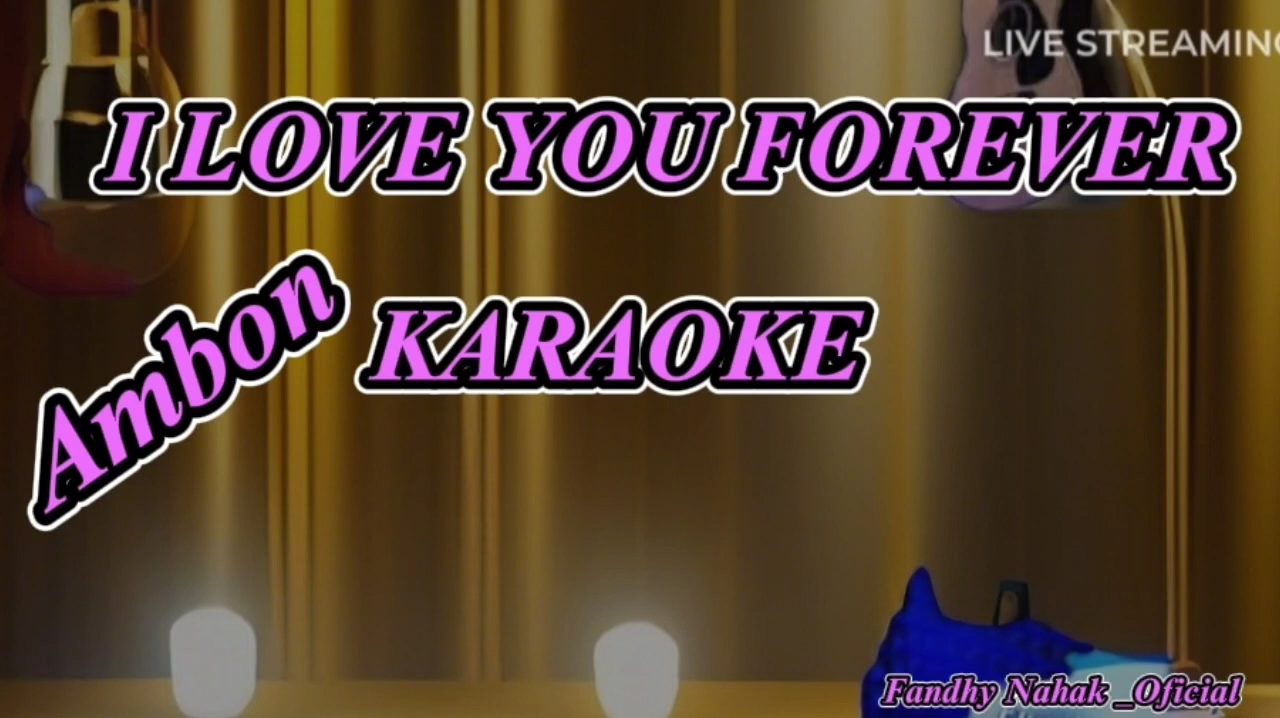 LIVE STREAMING
I LOVE YOU FOREVER
Ambon
KARAOKE
Fandhy Nahak _Oficial